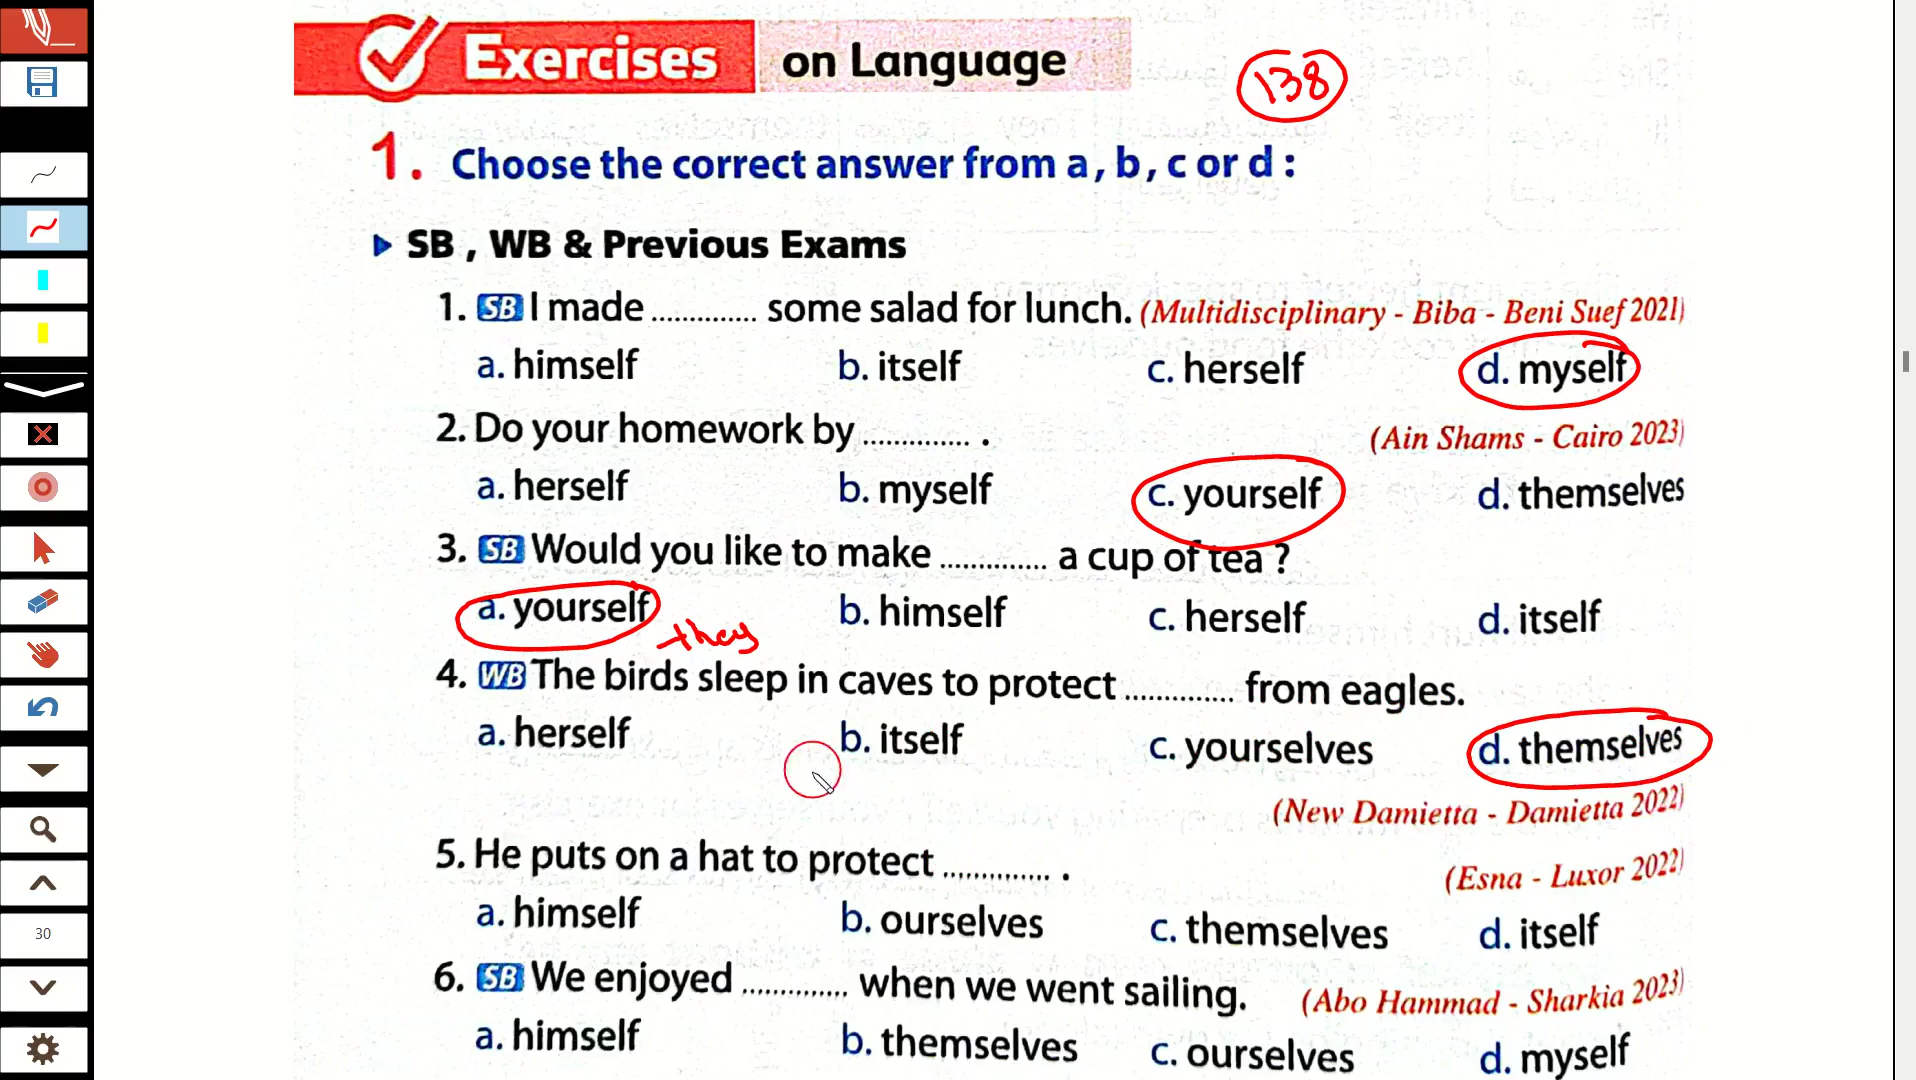 Exercises on Language
138
1. Choose the correct answer from a, b, c or d :
SB , WB & Previous Exams
1. SB I made .............. some salad for lunch. (Multidisciplinary - Biba - Beni Suef 2021)
a. himself b. itself c. herself d. myself
2. Do your homework by .............. . (Ain Shams - Cairo 2023)
a. herself b. myself c. yourself d. themselves
3. SB Would you like to make .............. a cup of tea ?
a. yourself b. himself c. herself d. itself
they
4. WB The birds sleep in caves to protect .............. from eagles.
a. herself b. itself c. yourselves d. themselves
(New Damietta - Damietta 2022)
5. He puts on a hat to protect .............. . (Esna - Luxor 2022)
a. himself b. ourselves c. themselves d. itself
6. SB We enjoyed .............. when we went sailing. (Abo Hammad - Sharkia 2023)
a. himself b. themselves c. ourselves d. myself
30